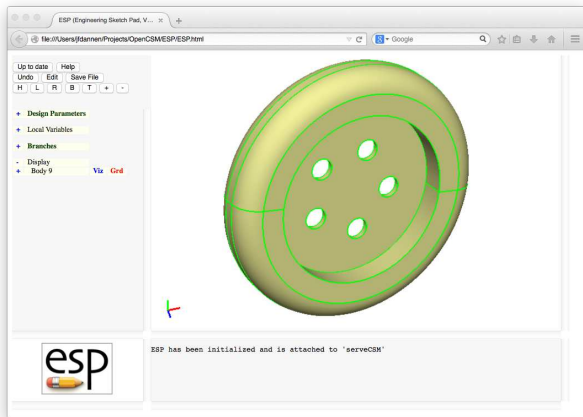 ESP (Engineering Sketch Pad, V...
file:///Users/jfdannen/Projects/OpenCSM/ESP/ESP.html
Google
Up to date Help
Undo Edit Save File
H L R B T + -
+ Design Parameters
+ Local Variables
+ Branches
- Display
+ Body 9 Viz Grd
esp
ESP has been initialized and is attached to 'serveCSM'